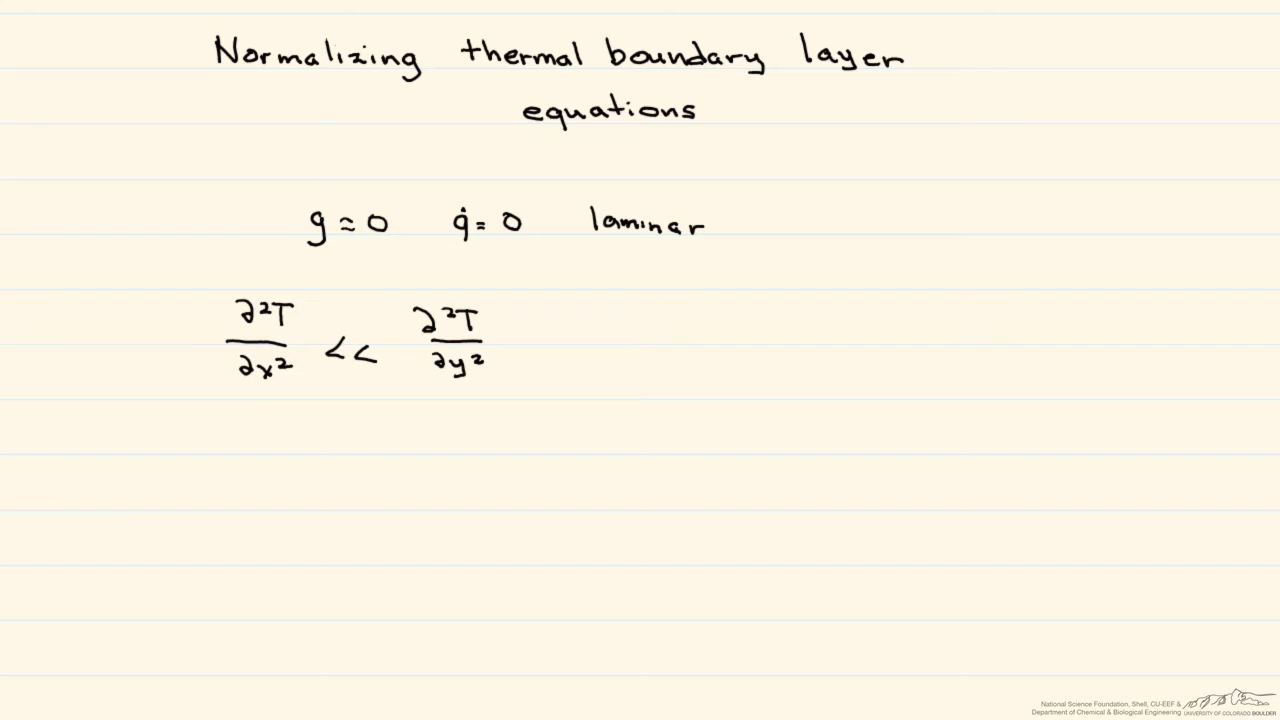 Normalizing thermal boundary layer
equations
g ≈ 0 q̇ = 0 laminar
∂²T/∂x² << ∂²T/∂y²
National Science Foundation, Shell, CU-EEF &
Department of Chemical & Biological Engineering UNIVERSITY OF COLORADO BOULDER